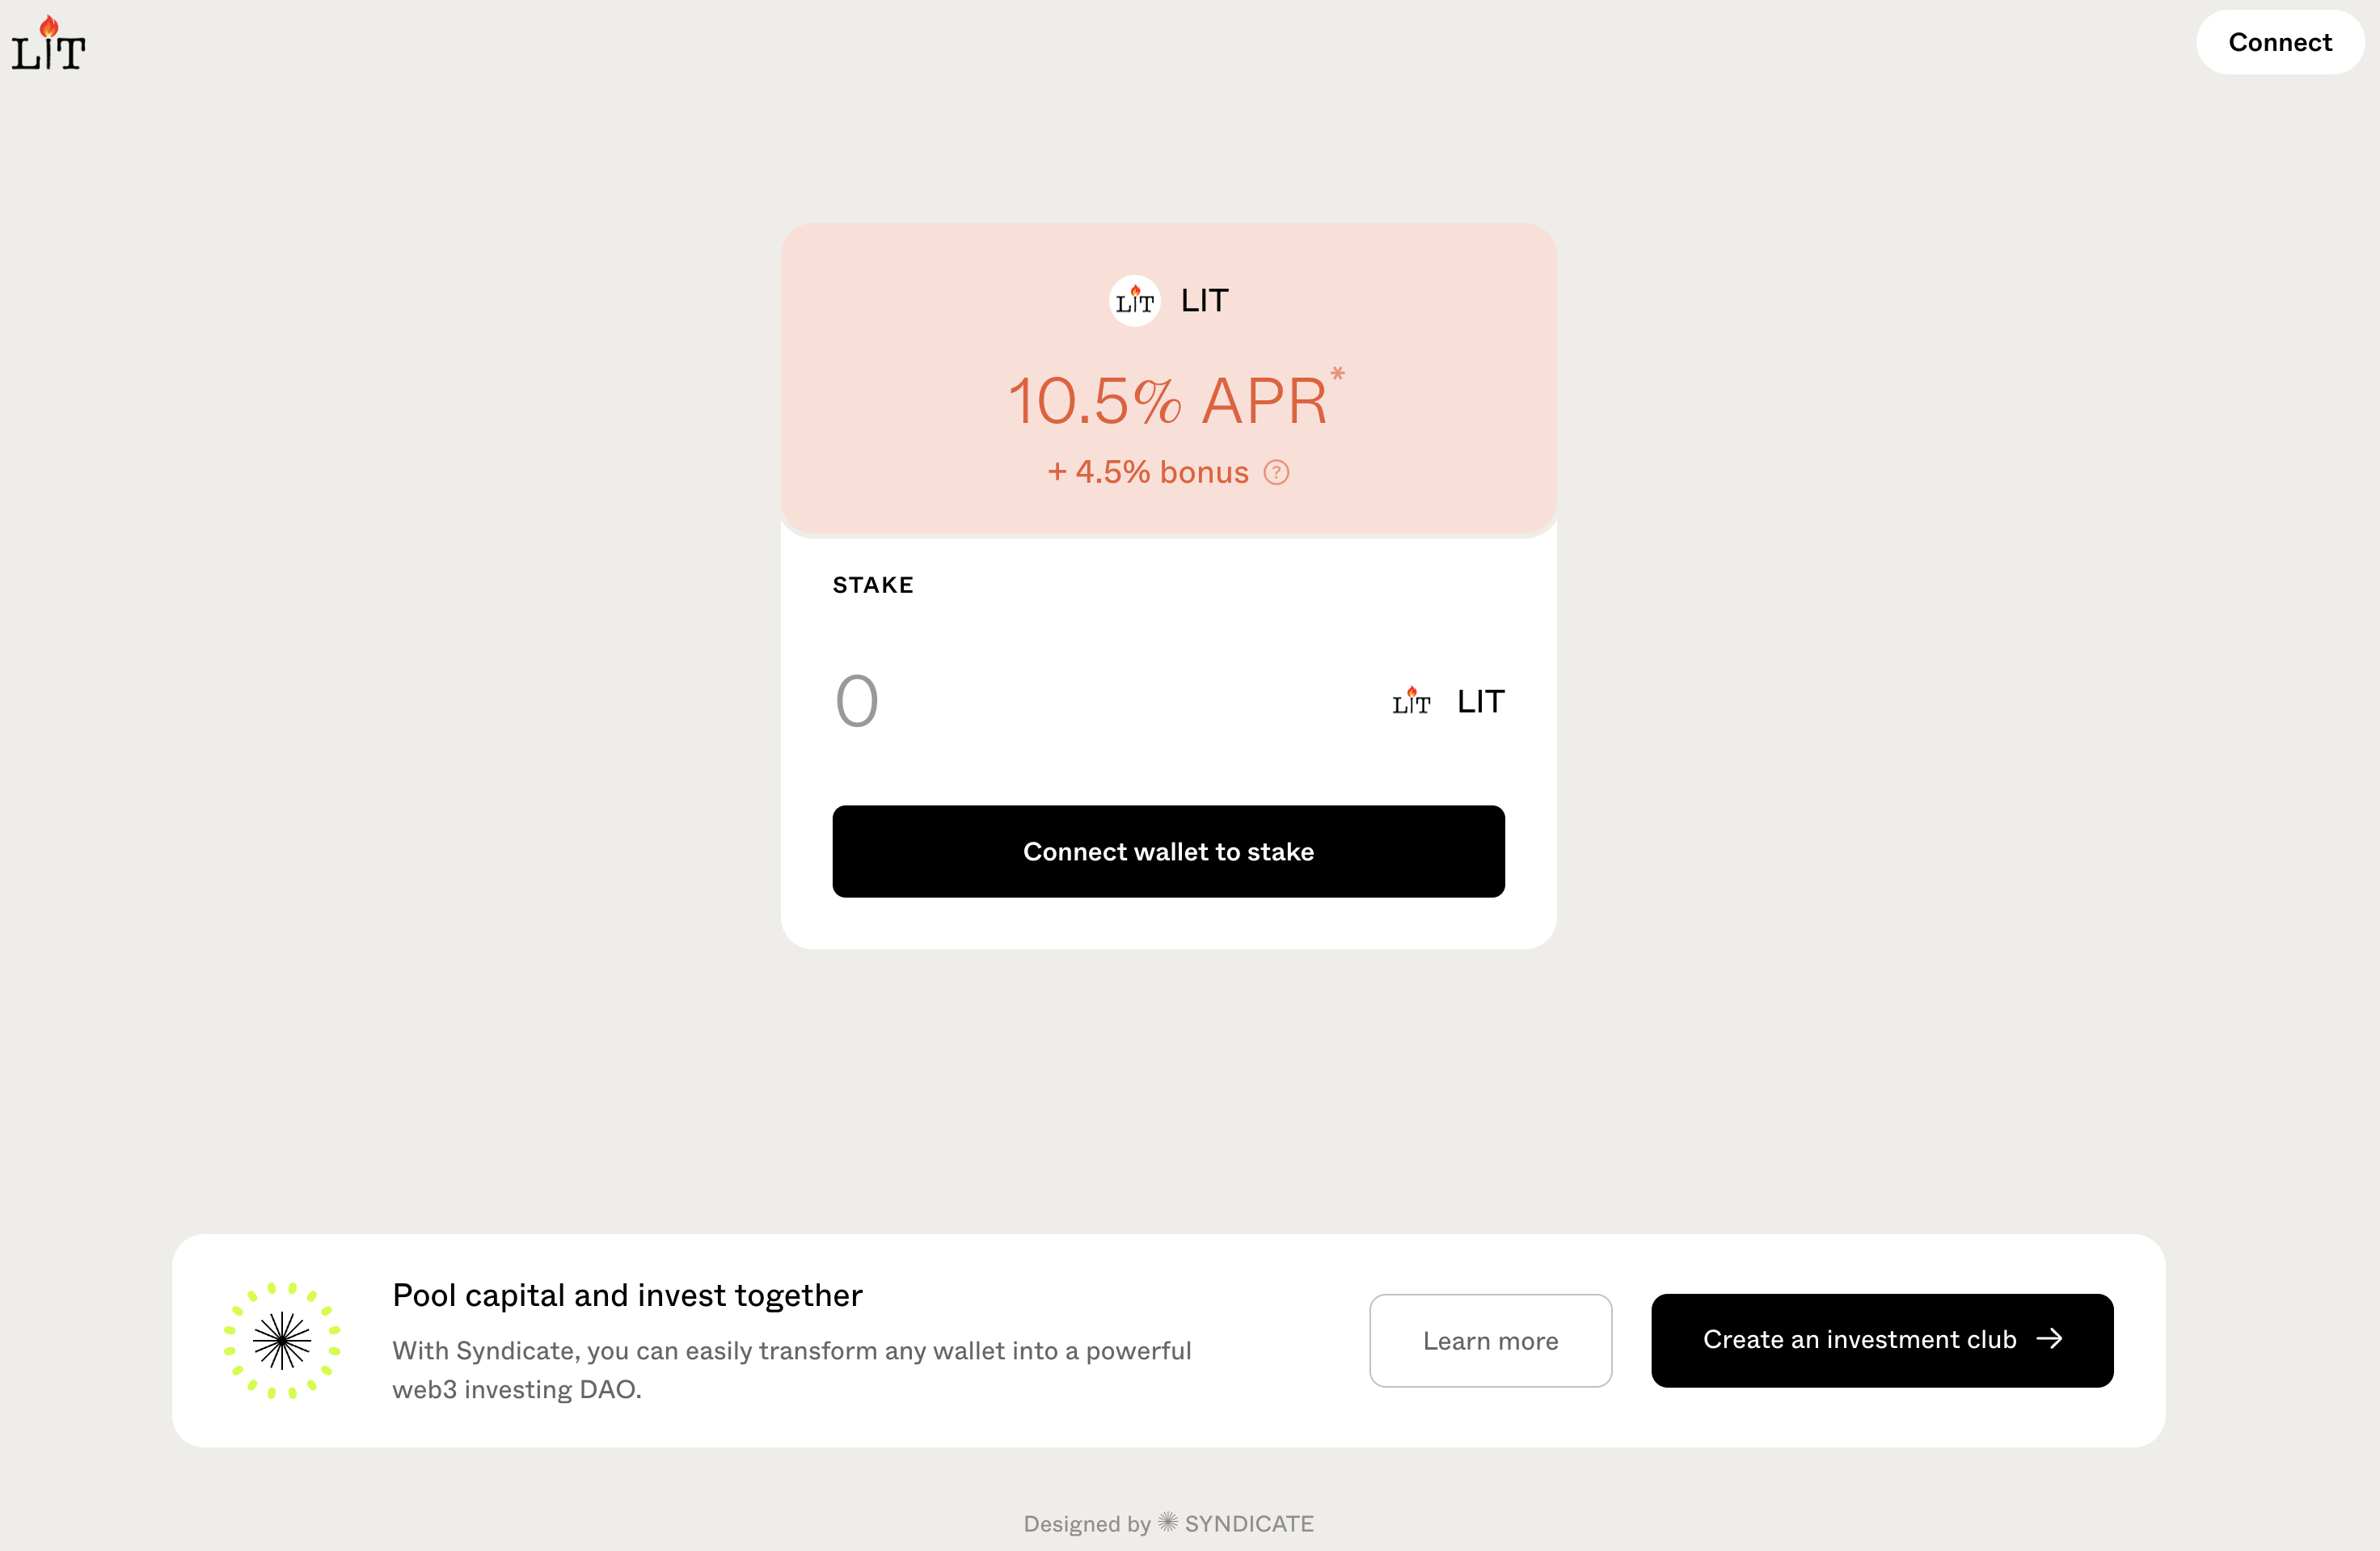 LIT
Connect
LIT LIT
10.5% APR*
+ 4.5% bonus ?
STAKE
0 LIT LIT
Connect wallet to stake
Pool capital and invest together
With Syndicate, you can easily transform any wallet into a powerful
web3 investing DAO.
Learn more
Create an investment club →
Designed by SYNDICATE